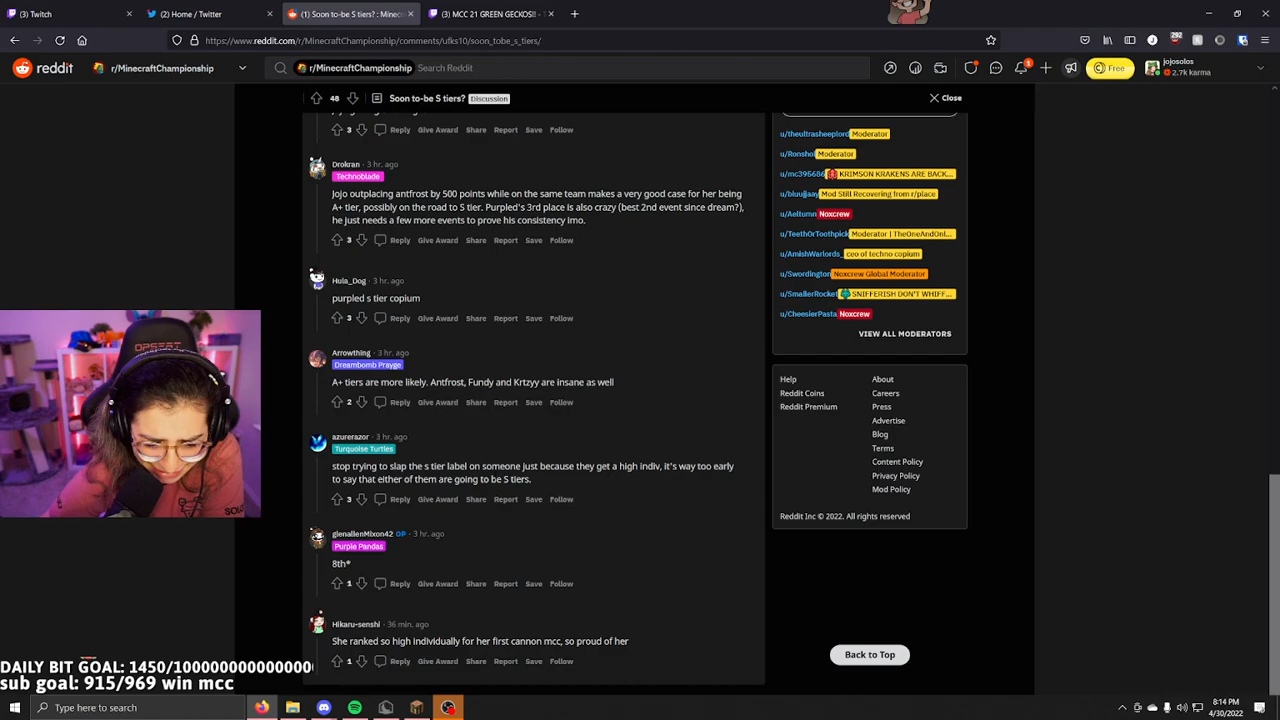 (3) Twitch
(2) Home / Twitter
(1) Soon to-be S tiers? : Minec
(3) MCC 21 GREEN GECKOS!! - T
https://www.reddit.com/r/MinecraftChampionship/comments/ufks10/soon_tobe_s_tiers/
292
reddit
r/MinecraftChampionship
r/MinecraftChampionship
Search Reddit
1
Free
jojosolos
2.7k karma
48
Soon to-be S tiers?
Discussion
Close
3
Reply
Give Award
Share
Report
Save
Follow
Drokran · 3 hr. ago
Technoblade
Jojo outplacing antfrost by 500 points while on the same team makes a very good case for her being
A+ tier, possibly on the road to S tier. Purpled's 3rd place is also crazy (best 2nd event since dream?),
he just needs a few more events to prove his consistency imo.
3
Reply
Give Award
Share
Report
Save
Follow
Hula_Dog · 3 hr. ago
purpled s tier copium
3
Reply
Give Award
Share
Report
Save
Follow
Arrowthing · 3 hr. ago
Dreambomb Prayge
A+ tiers are more likely. Antfrost, Fundy and Krtzyy are insane as well
2
Reply
Give Award
Share
Report
Save
Follow
azurerazor · 3 hr. ago
Turquoise Turtles
stop trying to slap the s tier label on someone just because they get a high indiv, it's way too early
to say that either of them are going to be S tiers.
3
Reply
Give Award
Share
Report
Save
Follow
glenallenMixon42 OP · 3 hr. ago
Purple Pandas
8th*
1
Reply
Give Award
Share
Report
Save
Follow
Hikaru-senshi · 36 min. ago
She ranked so high individually for her first cannon mcc, so proud of her
1
Reply
Give Award
Share
Report
Save
Follow
u/theultrasheeplord Moderator
u/Ronsho Moderator
u/mc395686 KRIMSON KRAKENS ARE BACK...
u/bluujjaay Mod Still Recovering from r/place
u/Aeltumn Noxcrew
u/TeethOrToothpick Moderator | TheOneAndOnl...
u/AmishWarlords_ ceo of techno copium
u/Swordington Noxcrew Global Moderator
u/SmallerRocket SNIFFERISH DON'T WHIFF...
u/CheesierPasta Noxcrew
VIEW ALL MODERATORS
Help
About
Reddit Coins
Careers
Reddit Premium
Press
Advertise
Blog
Terms
Content Policy
Privacy Policy
Mod Policy
Reddit Inc © 2022. All rights reserved
Back to Top
OPSEAT
SOLO
DAILY BIT GOAL: 1450/10000000000000
sub goal: 915/969 win mcc
Type here to search
8:14 PM
4/30/2022